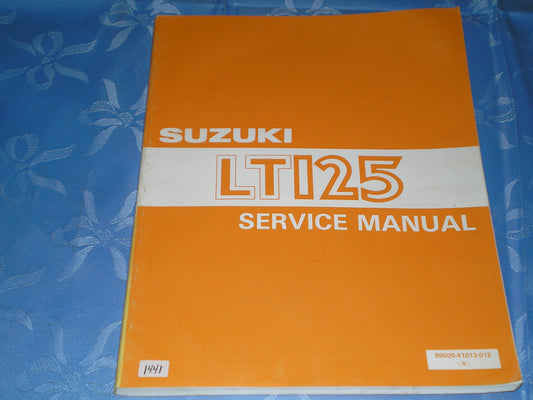 SUZUKI
LT125
SERVICE MANUAL
99500-41013-01E
1441